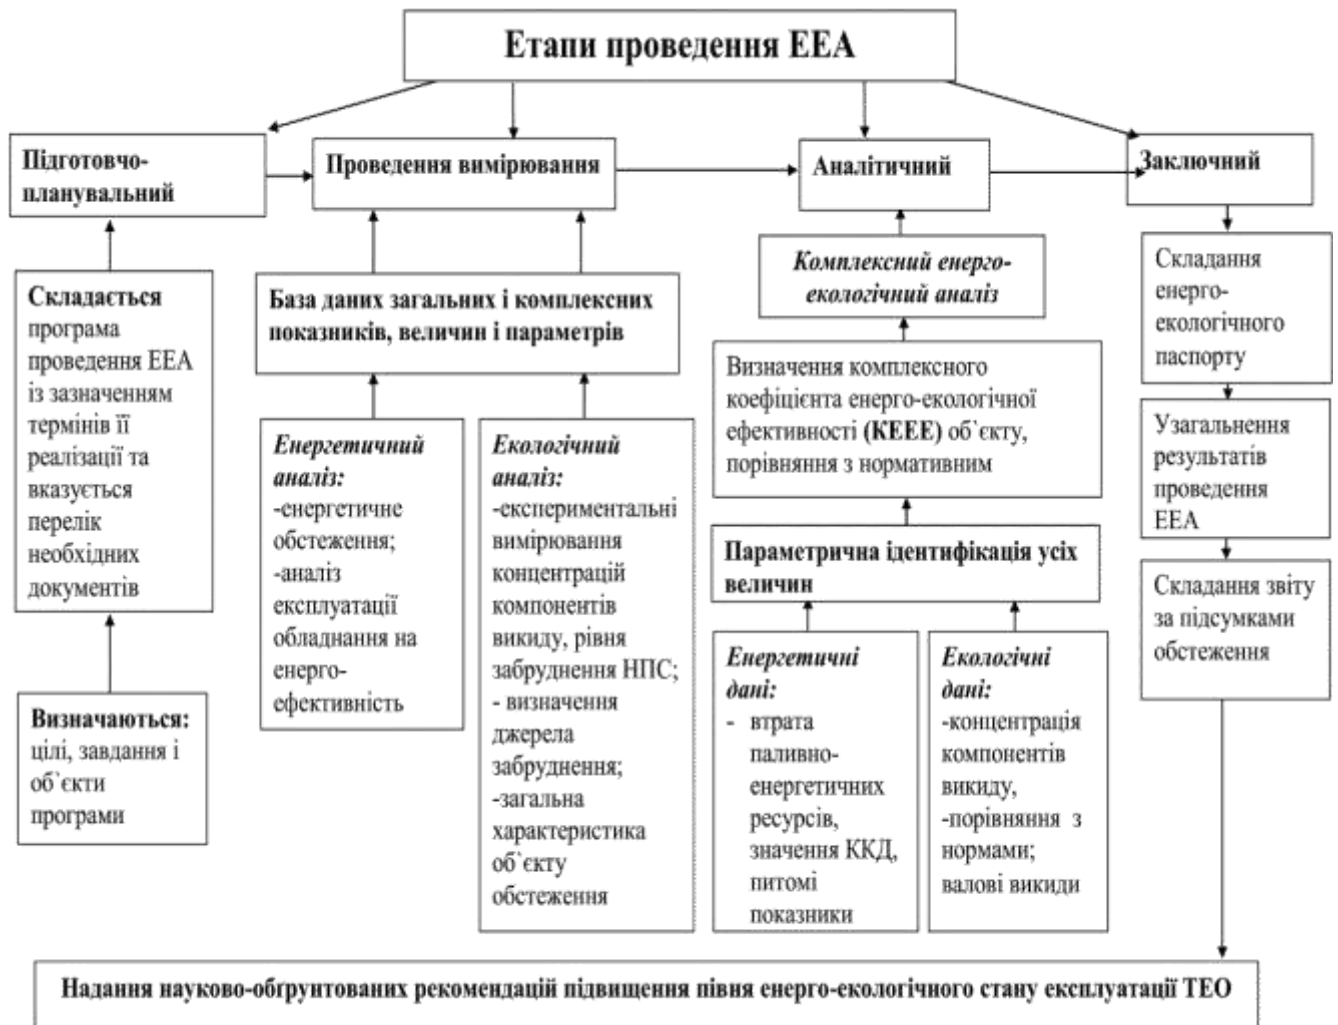 Етапи проведення ЕЕА
Підготовчо-
планувальний
Проведення вимірювання
Аналітичний
Заключний
Складається
програма
проведення ЕЕА
із зазначенням
термінів її
реалізації та
вказується
перелік
необхідних
документів
Визначаються:
цілі, завдання і
об`єкти
програми
База даних загальних і комплексних
показників, величин і параметрів
Енергетичний
аналіз:
-енергетичне
обстеження;
-аналіз
експлуатації
обладнання на
енерго-
ефективність
Екологічний
аналіз:
-експериментальні
вимірювання
концентрацій
компонентів
викиду, рівня
забруднення НПС;
- визначення
джерела
забруднення;
-загальна
характеристика
об`єкту
обстеження
Комплексний енерго-
екологічний аналіз
Визначення комплексного
коефіцієнта енерго-екологічної
ефективності (КЕЕЕ) об`єкту,
порівняння з нормативним
Параметрична ідентифікація усіх
величин
Енергетичні
дані:
- втрата
паливно-
енергетичних
ресурсів,
значення ККД,
питомі
показники
Екологічні
дані:
-концентрація
компонентів
викиду,
-порівняння з
нормами;
валові викиди
Складання
енерго-
екологічного
паспорту
Узагальнення
результатів
проведення
ЕЕА
Складання звіту
за підсумками
обстеження
Надання науково-обґрунтованих рекомендацій підвищення півня енерго-екологічного стану експлуатації ТЕО